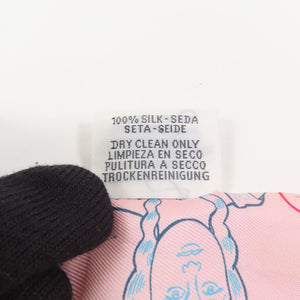 100% SILK-SEDA
SETA-SEIDE
DRY CLEAN ONLY
LIMPIEZA EN SECO
PULITURA A SECCO
TROCKENREINIGUNG